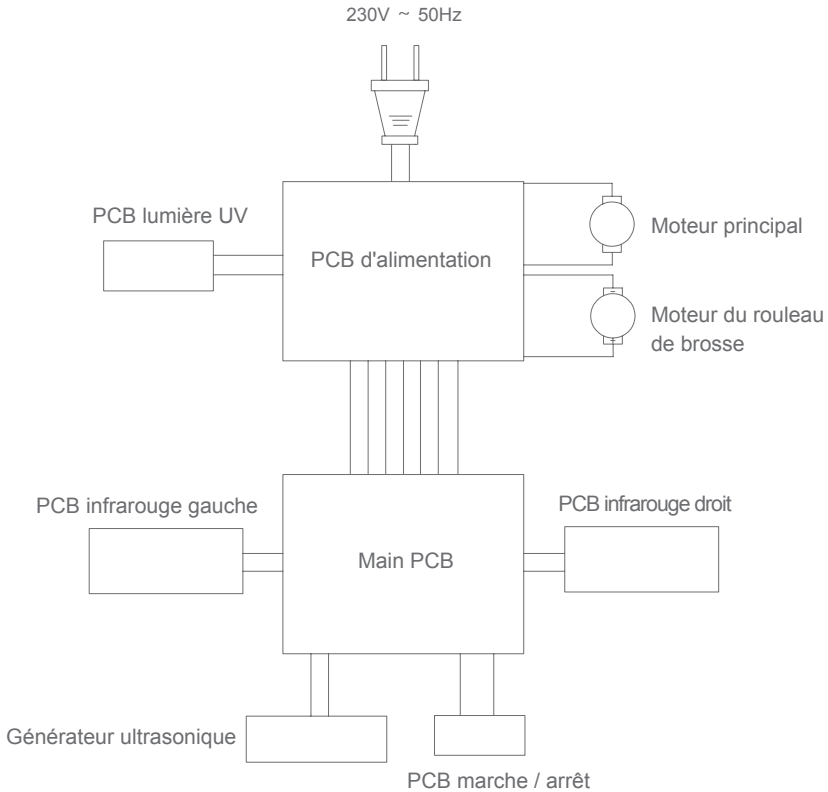 230V ~ 50Hz
PCB lumière UV
PCB d'alimentation
Moteur principal
Moteur du rouleau
de brosse
PCB infrarouge gauche
PCB infrarouge droit
Main PCB
Générateur ultrasonique
PCB marche / arrêt